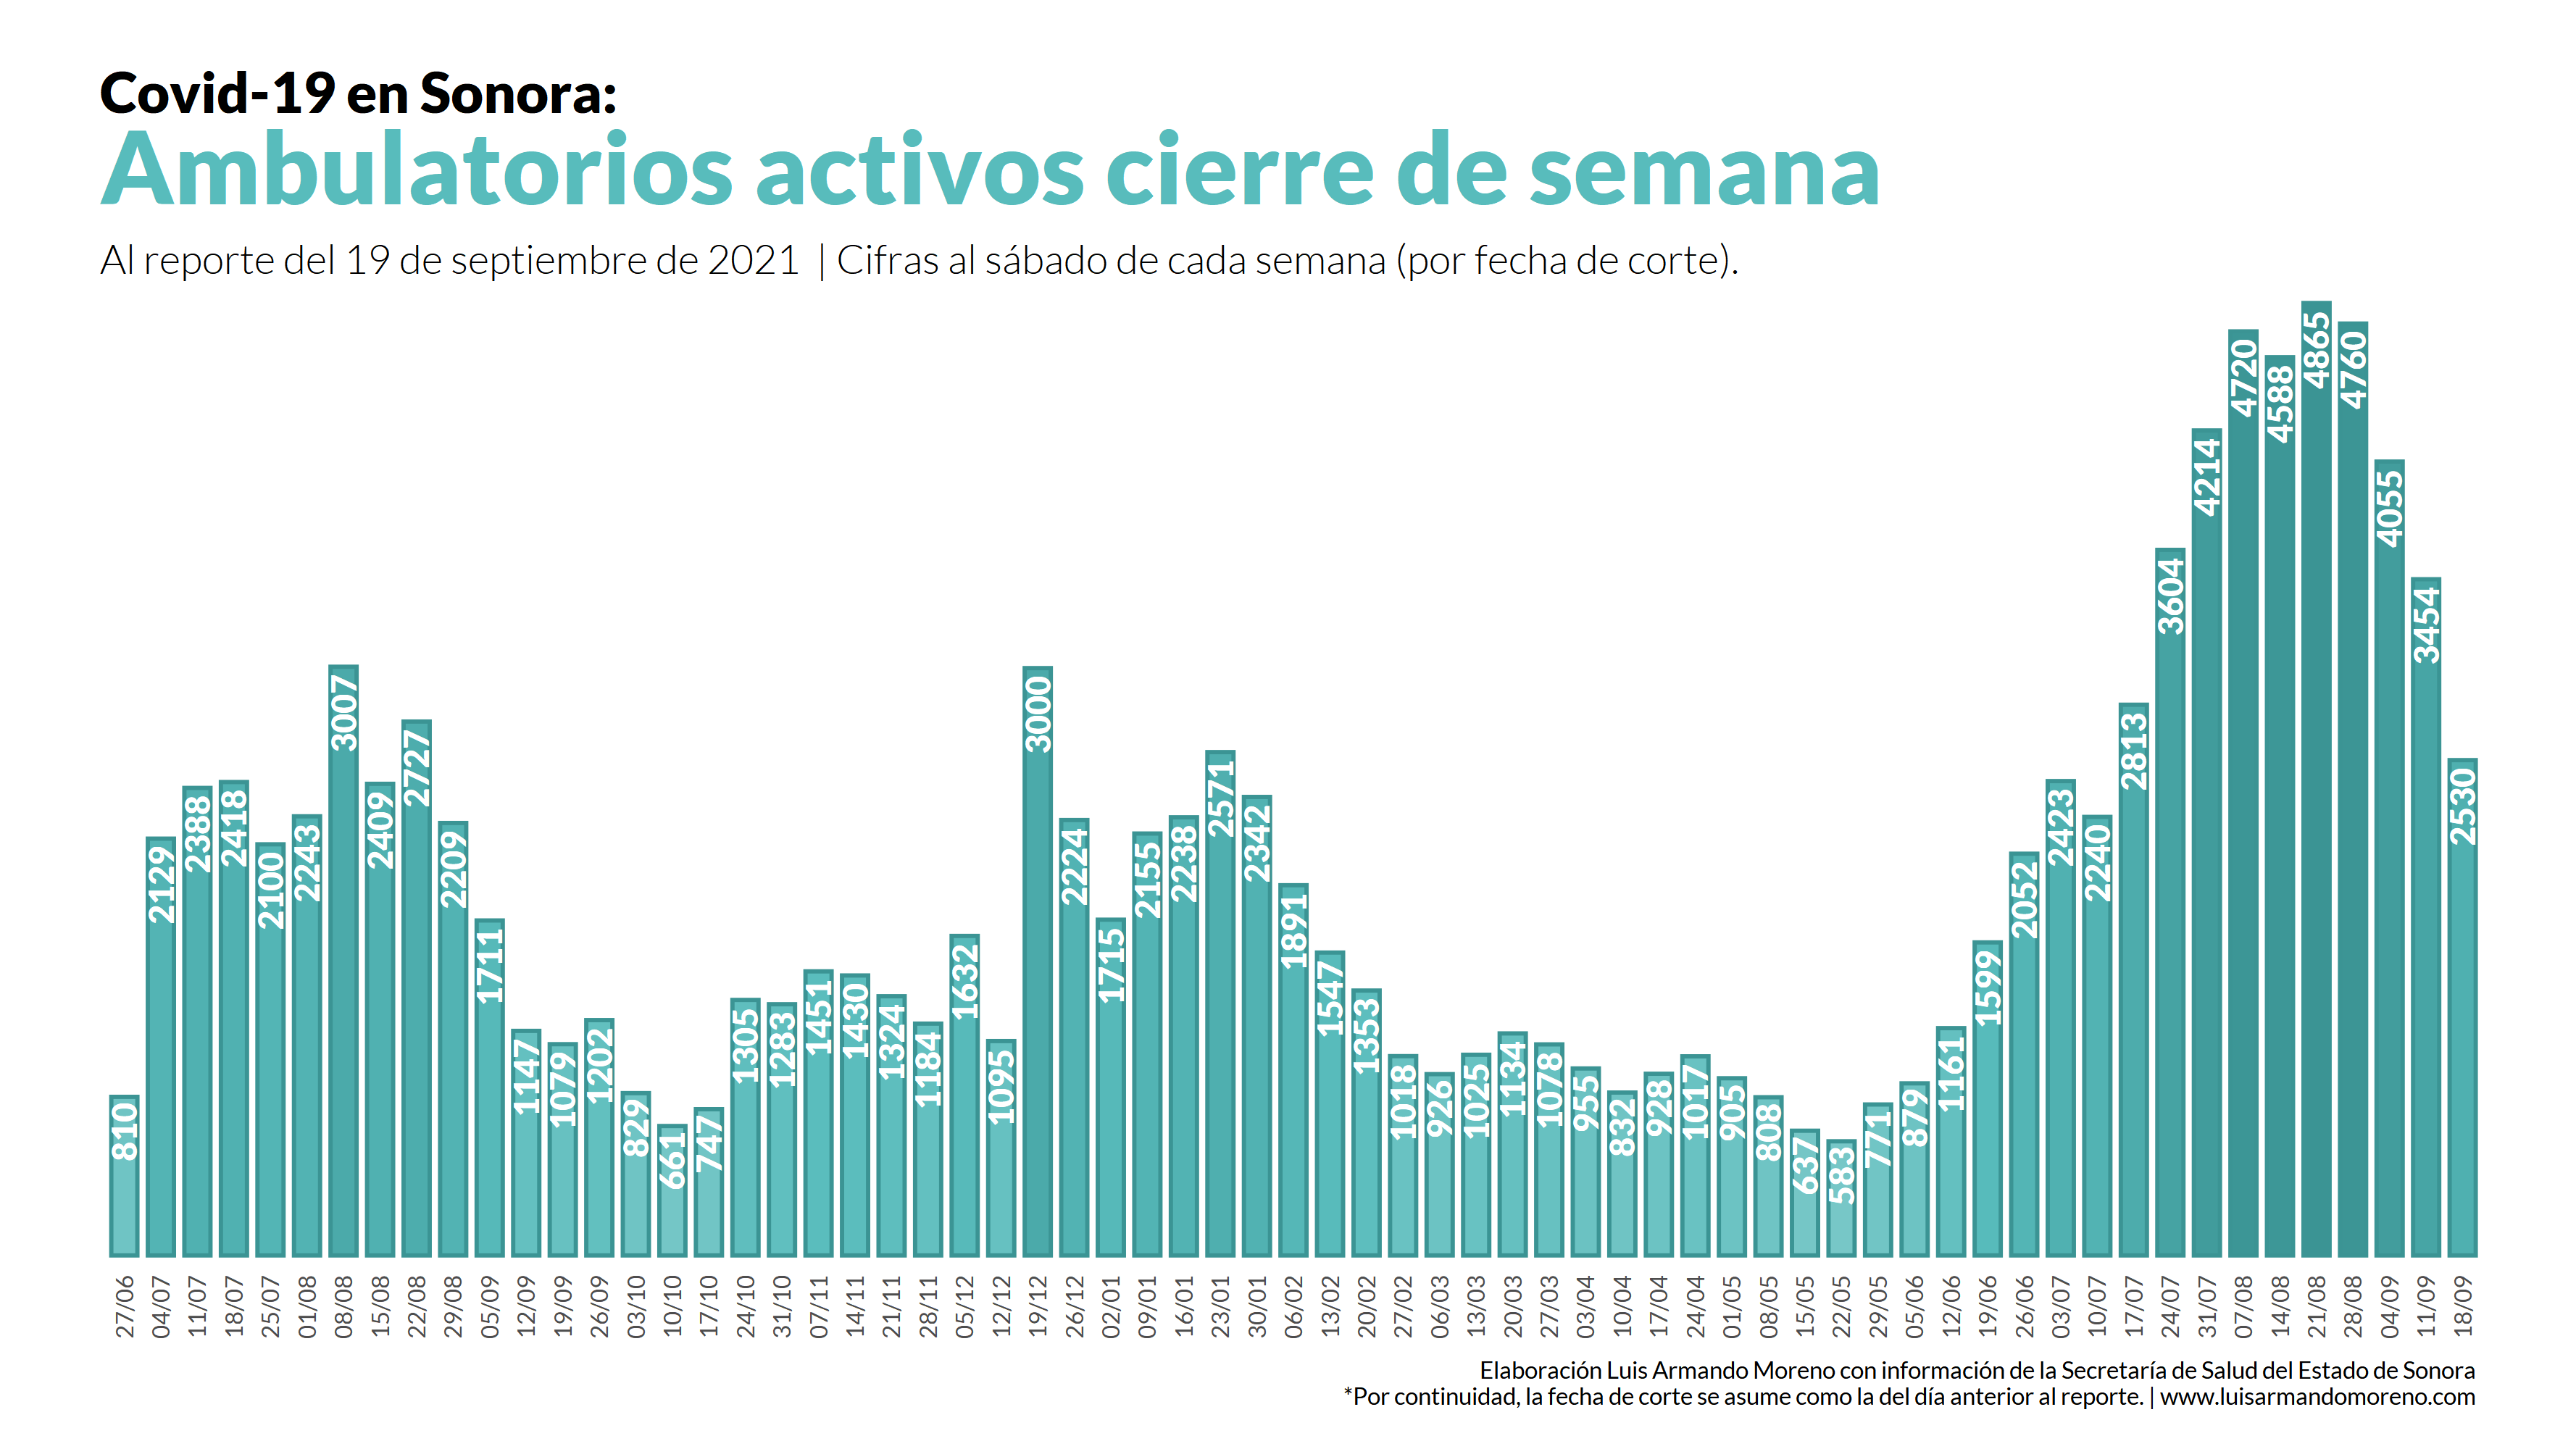 Covid-19 en Sonora:
Ambulatorios activos cierre de semana
Al reporte del 19 de septiembre de 2021 | Cifras al sábado de cada semana (por fecha de corte).
810 2129 2388 2418 2100 2243 3007 2409 2727 2209 1711 1147 1079 1202 829 661 747 1305 1283 1451 1430 1324 1184 1632 1095 3000 2224 1715 2155 2238 2571 2342 1891 1547 1353 1018 926 1025 1134 1078 955 832 928 1017 905 808 637 583 771 879 1161 1599 2052 2423 2240 2813 3604 4214 4720 4588 4865 4760 4055 3454 2530
27/06 04/07 11/07 18/07 25/07 01/08 08/08 15/08 22/08 29/08 05/09 12/09 19/09 26/09 03/10 10/10 17/10 24/10 31/10 07/11 14/11 21/11 28/11 05/12 12/12 19/12 26/12 02/01 09/01 16/01 23/01 30/01 06/02 13/02 20/02 27/02 06/03 13/03 20/03 27/03 03/04 10/04 17/04 24/04 01/05 08/05 15/05 22/05 29/05 05/06 12/06 19/06 26/06 03/07 10/07 17/07 24/07 31/07 07/08 14/08 21/08 28/08 04/09 11/09 18/09
Elaboración Luis Armando Moreno con información de la Secretaría de Salud del Estado de Sonora
*Por continuidad, la fecha de corte se asume como la del día anterior al reporte. | www.luisarmandomoreno.com